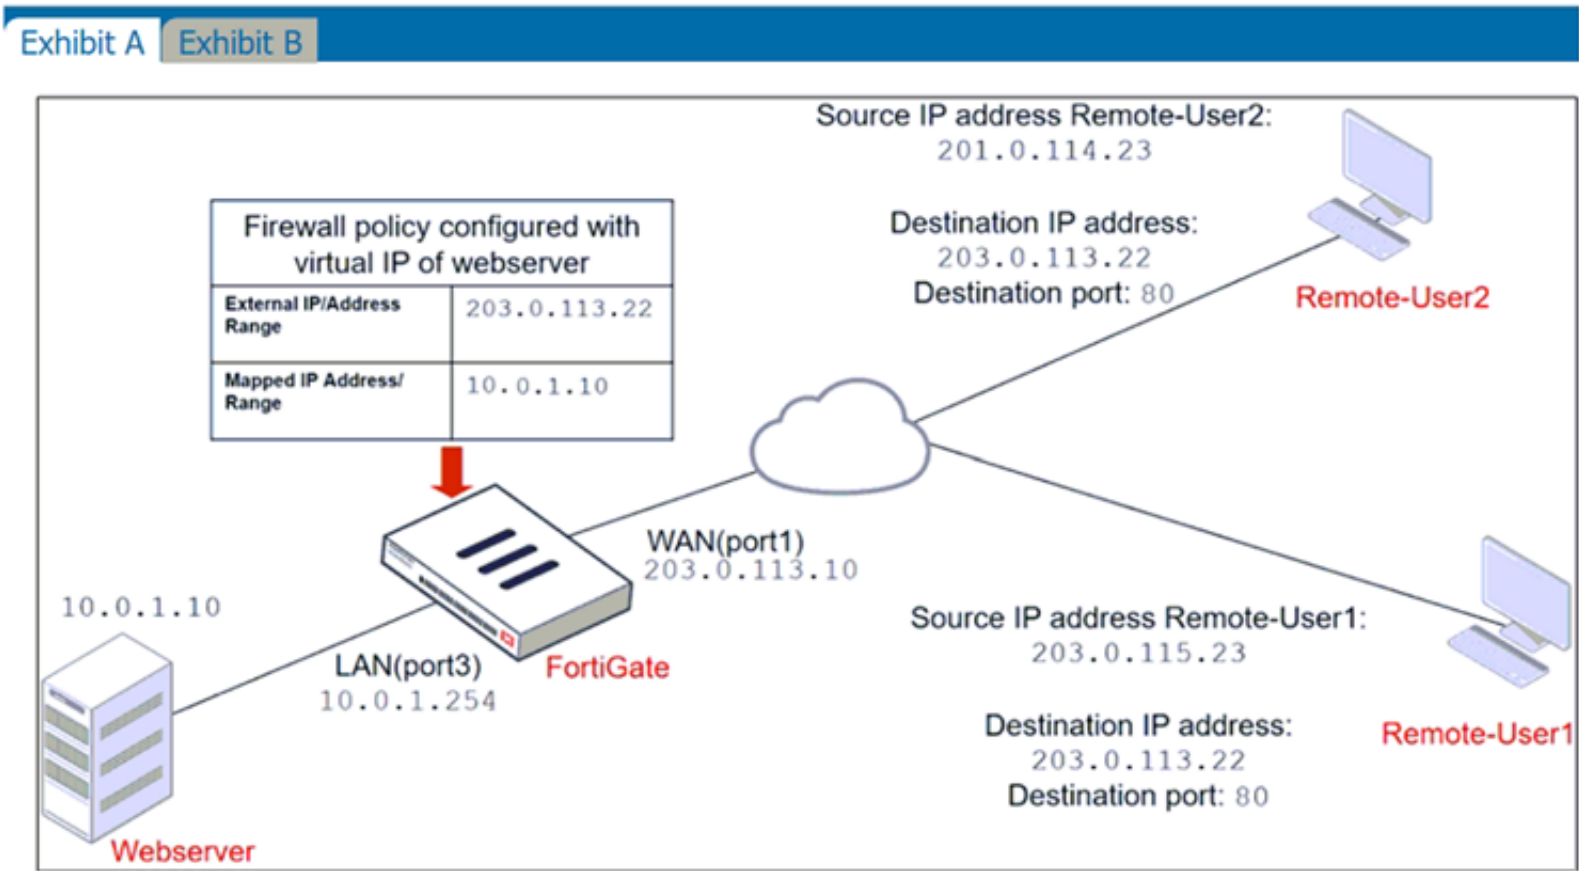 Exhibit A
Exhibit B
Source IP address Remote-User2:
201.0.114.23
Destination IP address:
203.0.113.22
Destination port: 80
Remote-User2
Firewall policy configured with
virtual IP of webserver
External IP/Address
Range
203.0.113.22
Mapped IP Address/
Range
10.0.1.10
WAN(port1)
203.0.113.10
10.0.1.10
LAN(port3)
10.0.1.254
FortiGate
Source IP address Remote-User1:
203.0.115.23
Destination IP address:
203.0.113.22
Destination port: 80
Remote-User1
Webserver